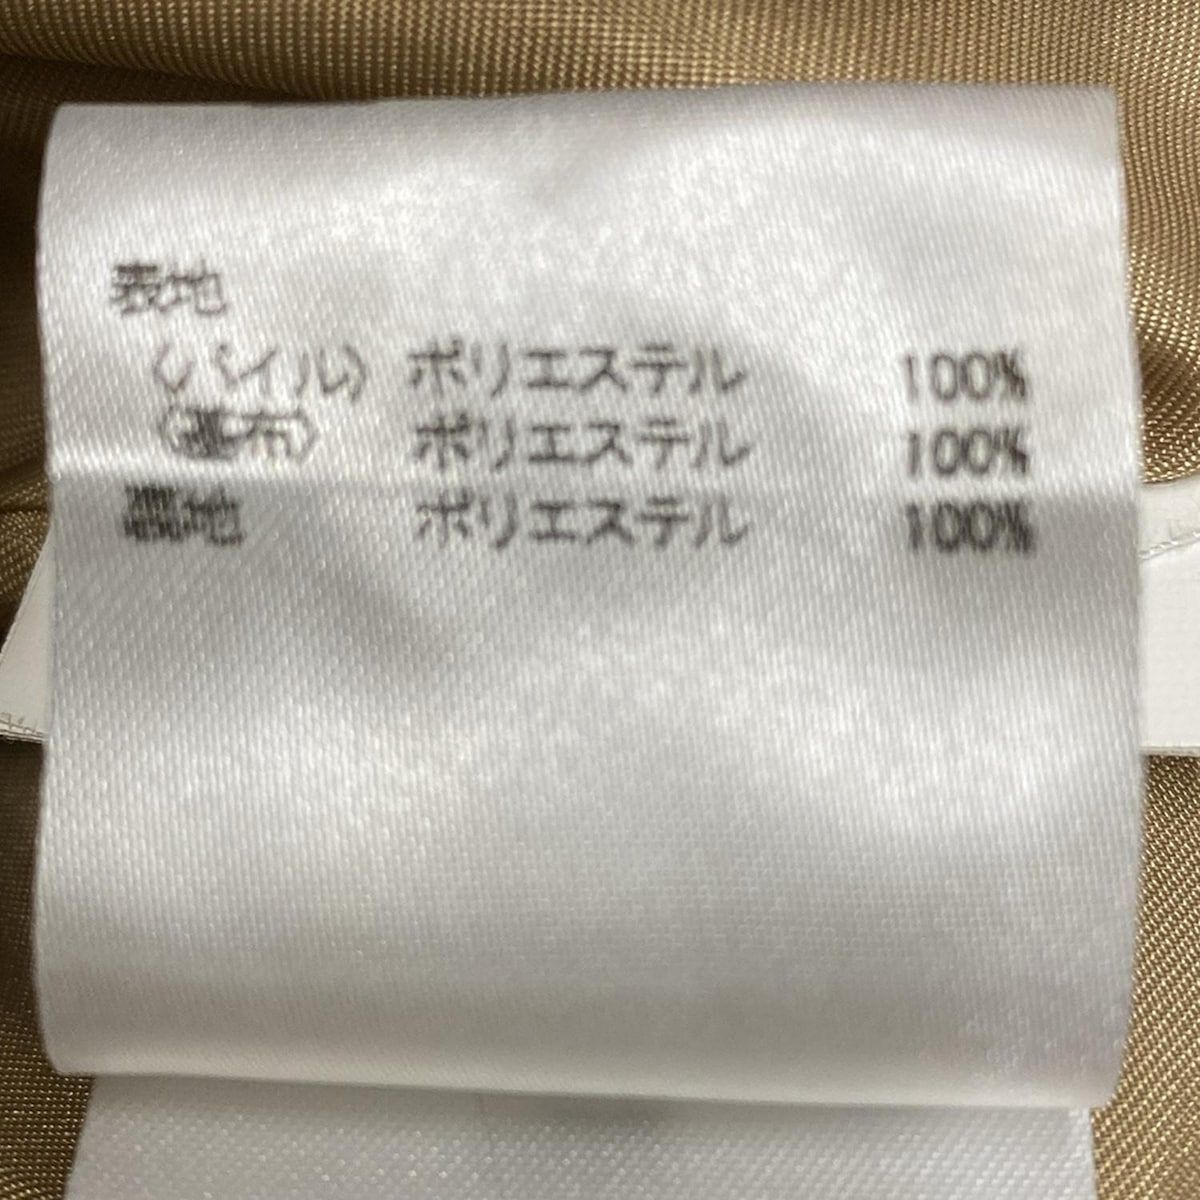 表地
〈パイル〉 ポリエステル 100%
〈基布〉 ポリエステル 100%
裏地 ポリエステル 100%